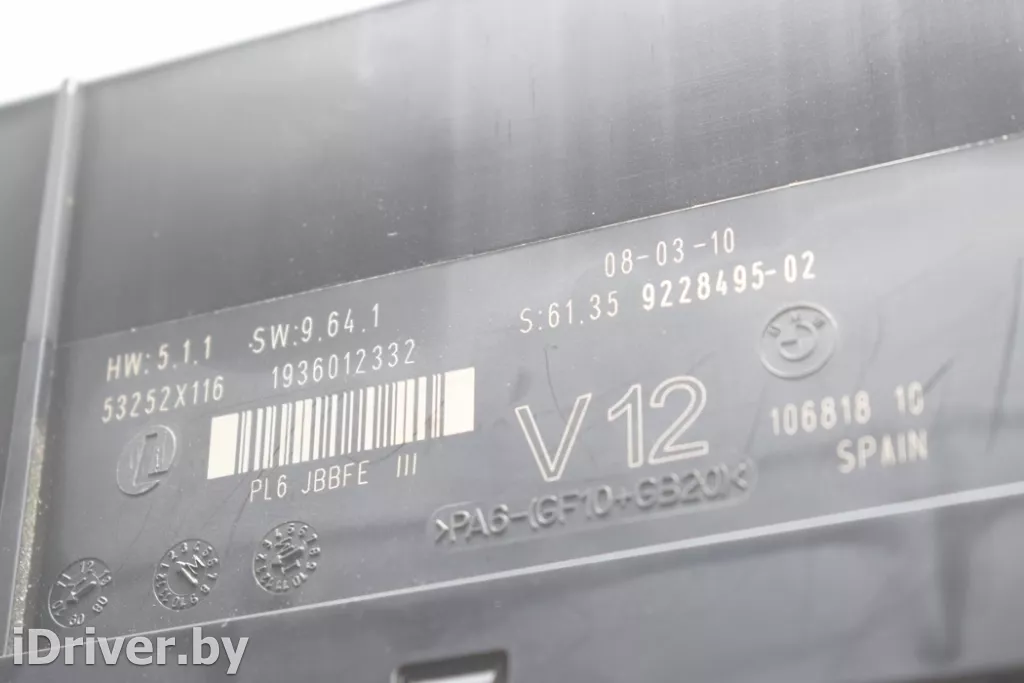 08-03-10
S:61.35 9228495-02
HW: 5.1.1 SW:9.64.1
53252X116 1936012332
V12
106818 10
SPAIN
PL6 JBBFE III
>PA6-(GF10+GB20)<
iDriver.by